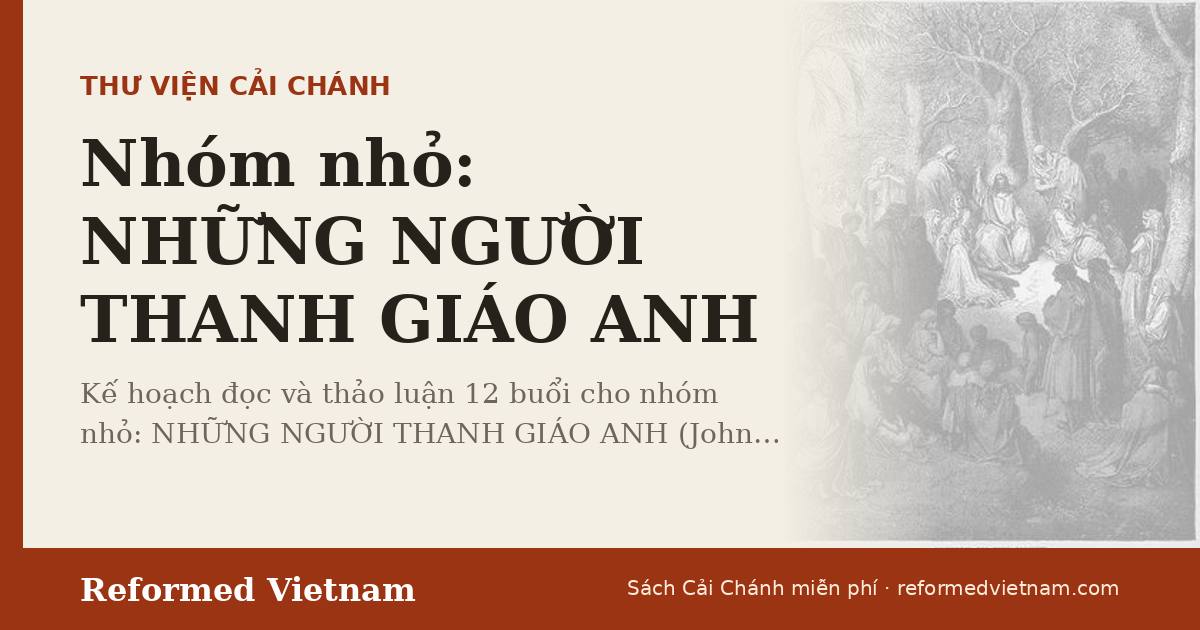 THƯ VIỆN CẢI CHÁNH
Nhóm nhỏ:
NHỮNG NGƯỜI
THANH GIÁO ANH
Kế hoạch đọc và thảo luận 12 buổi cho nhóm
nhỏ: NHỮNG NGƯỜI THANH GIÁO ANH (John...
Reformed Vietnam
Sách Cải Chánh miễn phí · reformedvietnam.com